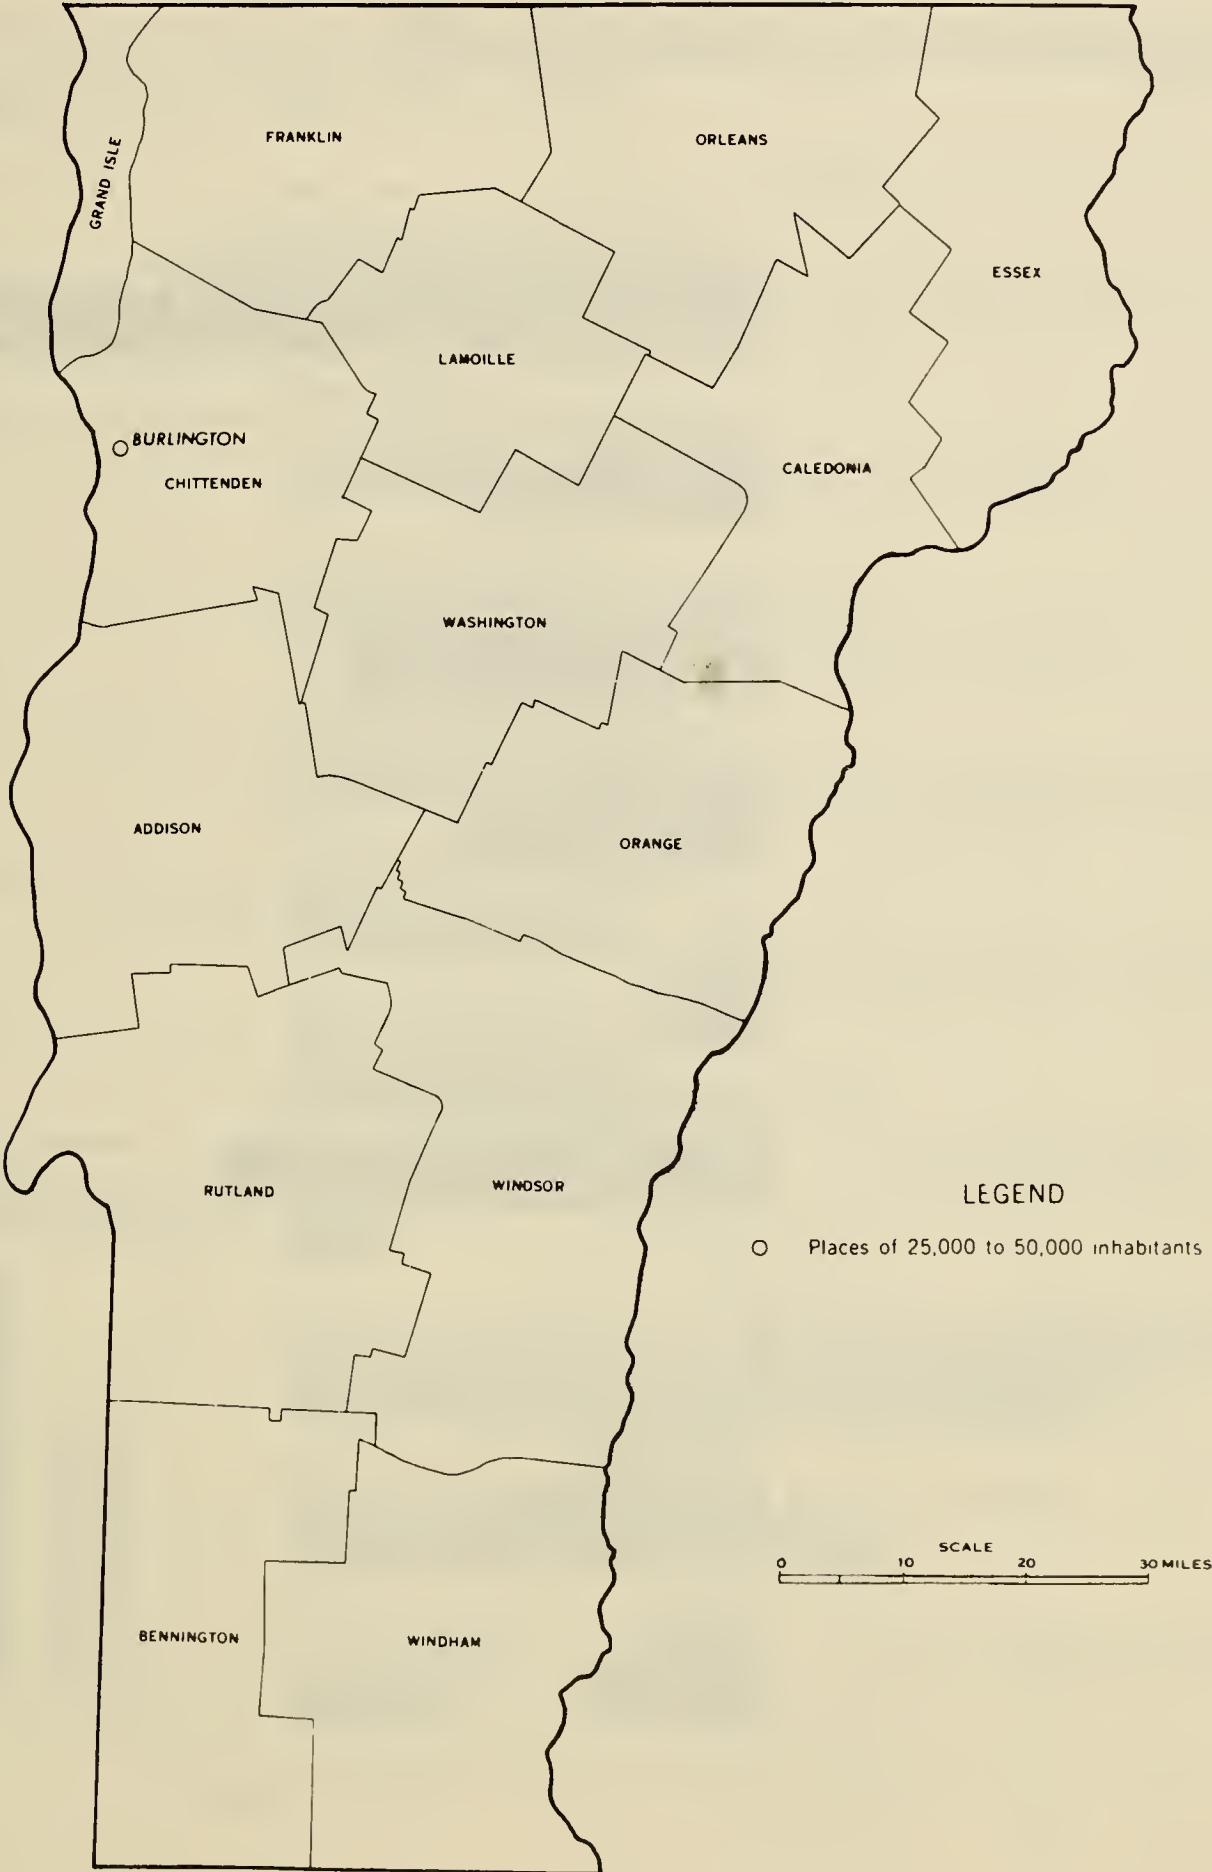 FRANKLIN
ORLEANS
GRAND ISLE
ESSEX
LAMOILLE
BURLINGTON
CHITTENDEN
CALEDONIA
WASHINGTON
ADDISON
ORANGE
RUTLAND
WINDSOR
LEGEND
Places of 25,000 to 50,000 inhabitants
SCALE
0 10 20 30 MILES
BENNINGTON
WINDHAM